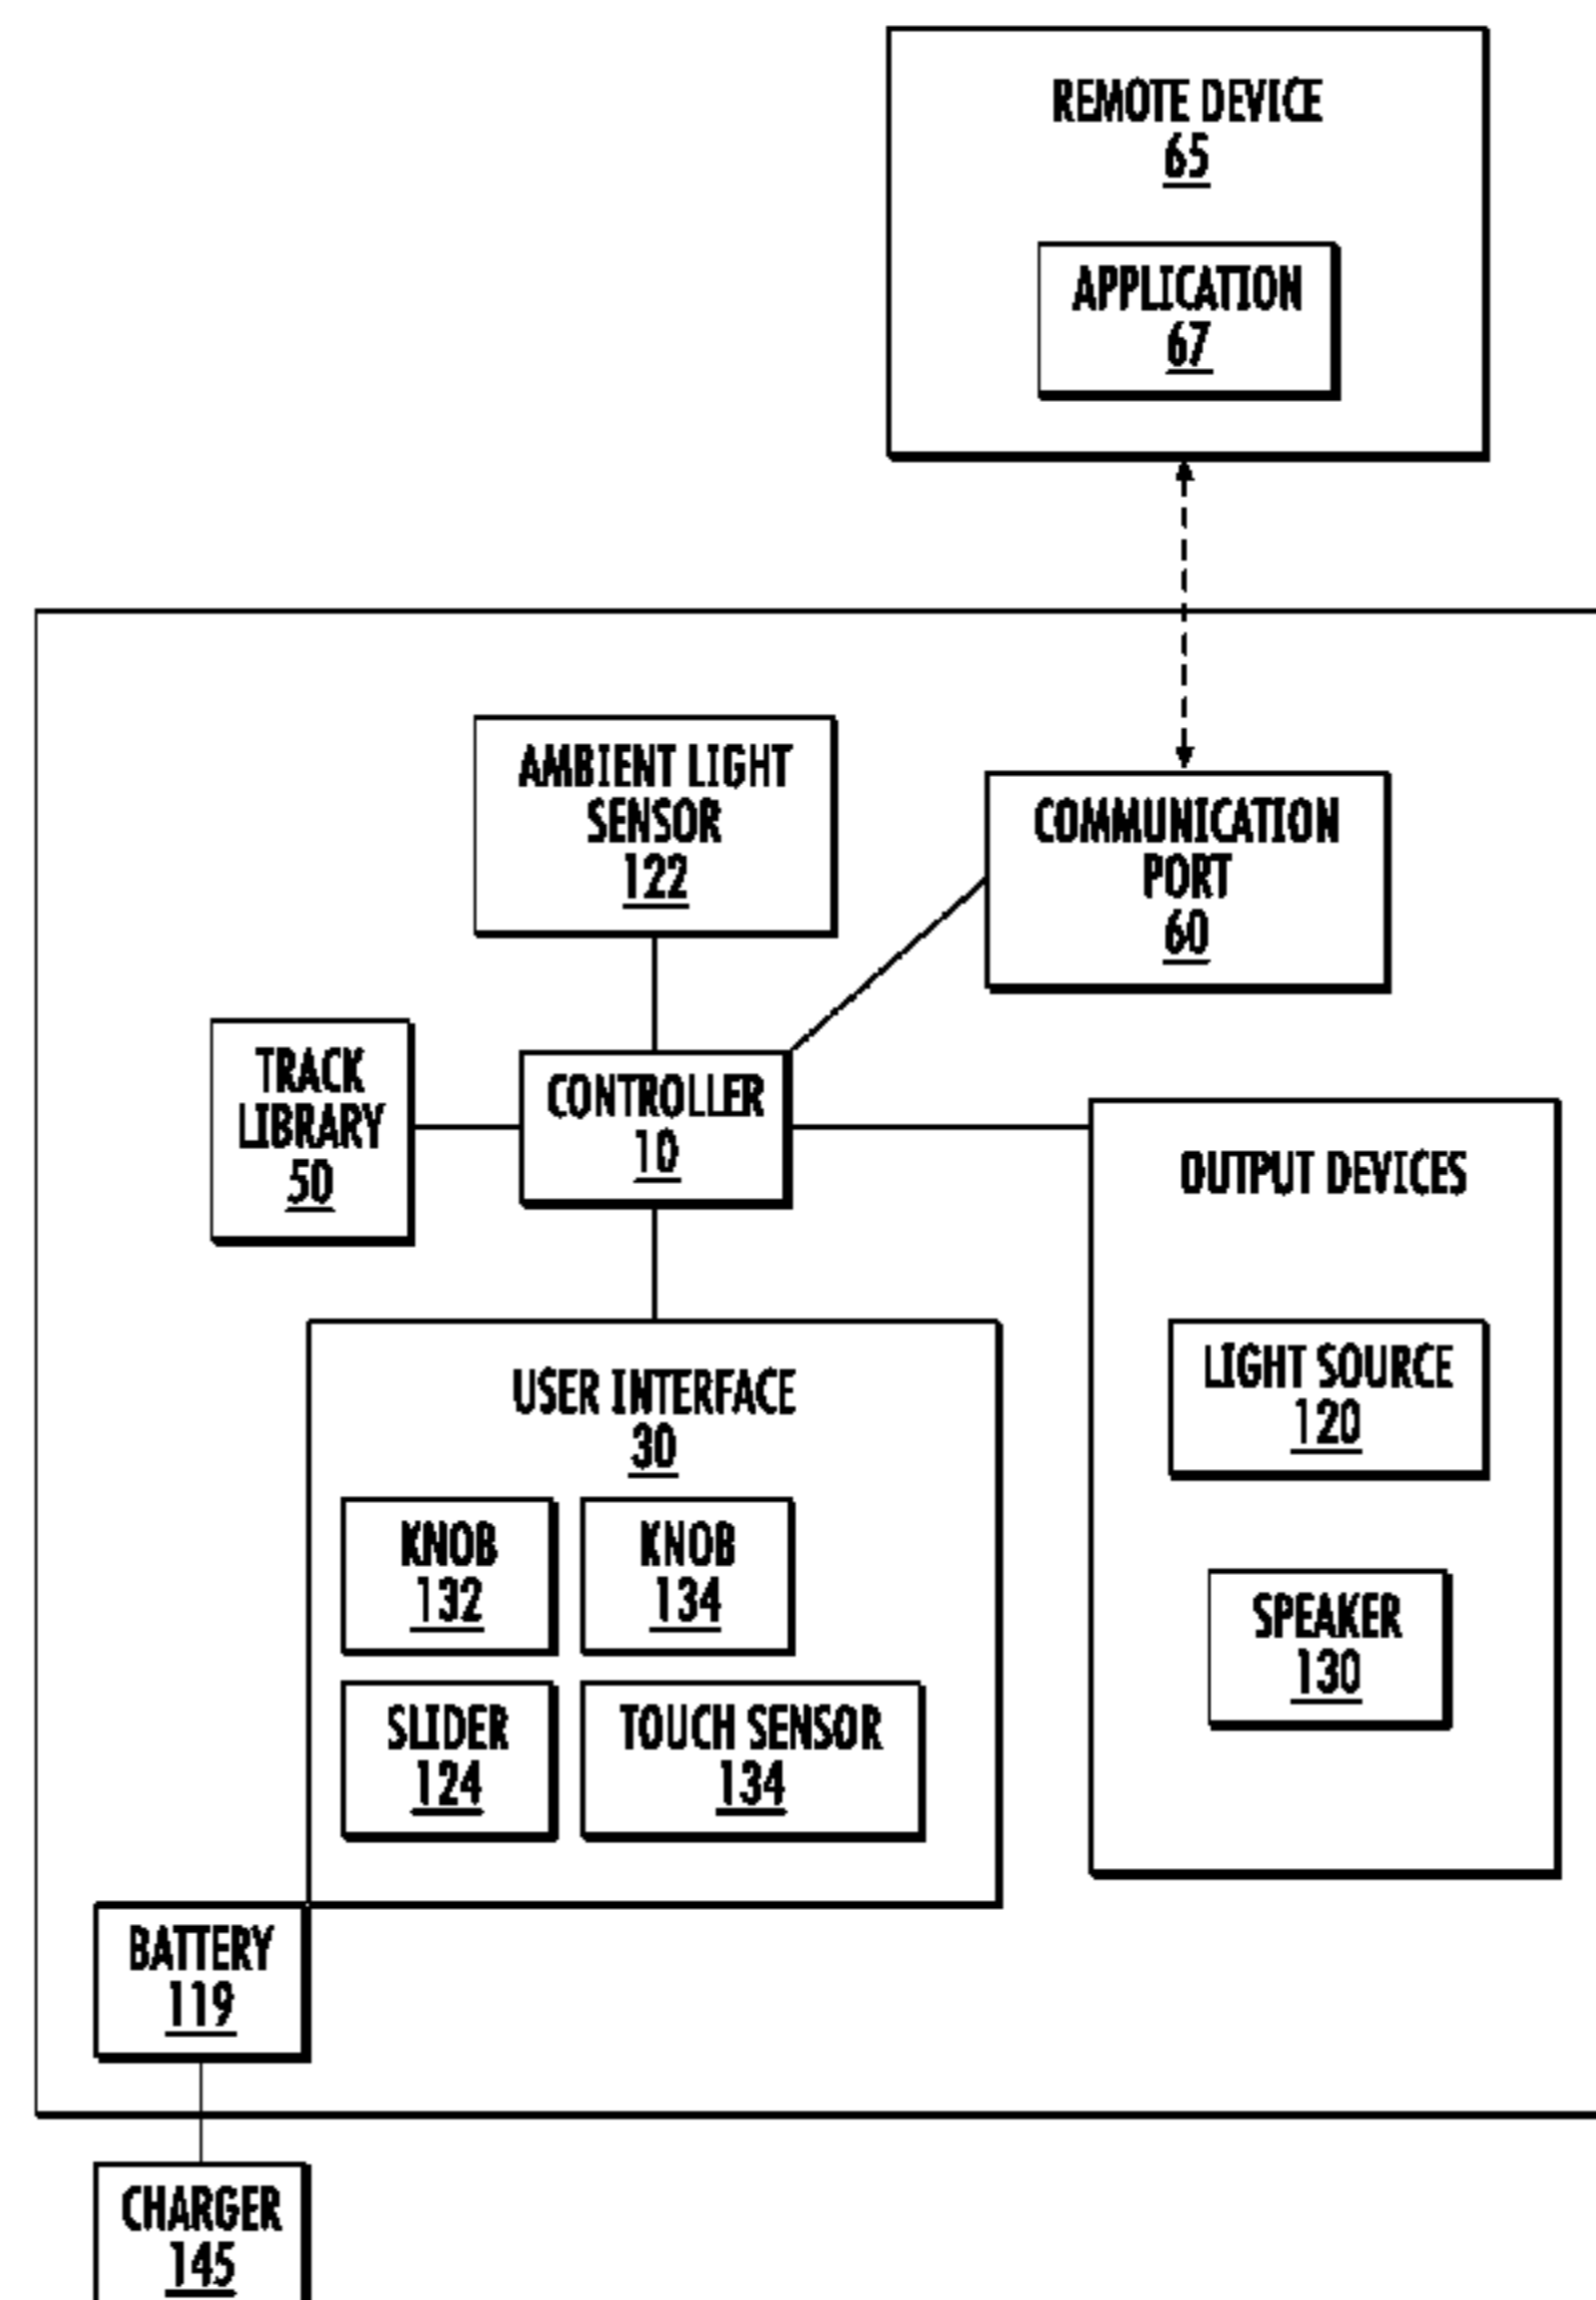 REMOTE DEVICE
65
APPLICATION
67
AMBIENT LIGHT
SENSOR
122
COMMUNICATION
PORT
60
TRACK
LIBRARY
50
CONTROLLER
10
OUTPUT DEVICES
LIGHT SOURCE
120
SPEAKER
130
USER INTERFACE
30
KNOB
132
KNOB
134
SLIDER
124
TOUCH SENSOR
134
BATTERY
119
CHARGER
145